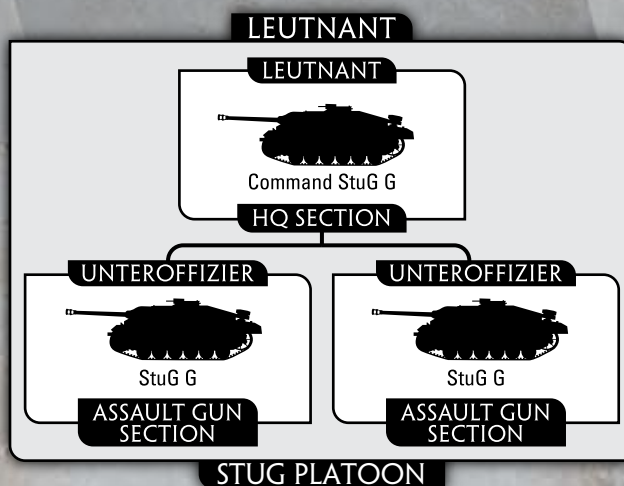 LEUTNANT
LEUTNANT
Command StuG G
HQ SECTION
UNTEROFFIZIER
UNTEROFFIZIER
StuG G
StuG G
ASSAULT GUN
SECTION
ASSAULT GUN
SECTION
STUG PLATOON